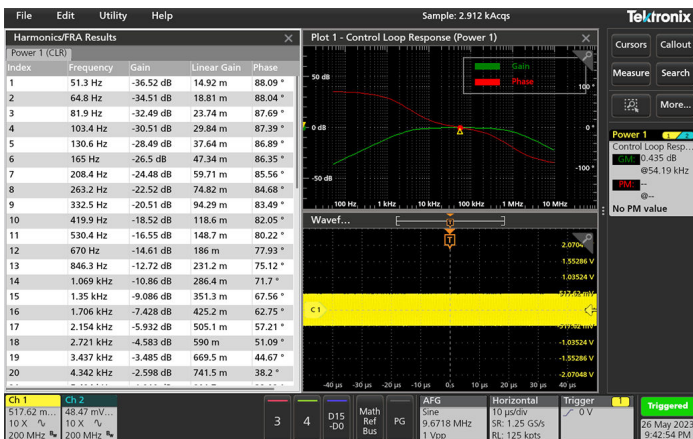 File Edit Utility Help Sample: 2.912 kAcqs Tektronix
Harmonics/FRA Results
Power 1 (CLR)
Index Frequency Gain Linear Gain Phase
1 51.3 Hz -36.52 dB 14.92 m 88.09 °
2 64.8 Hz -34.51 dB 18.81 m 88.04 °
3 81.9 Hz -32.49 dB 23.74 m 87.69 °
4 103.4 Hz -30.51 dB 29.84 m 87.39 °
5 130.6 Hz -28.49 dB 37.64 m 86.89 °
6 165 Hz -26.5 dB 47.34 m 86.35 °
7 208.4 Hz -24.48 dB 59.71 m 85.56 °
8 263.2 Hz -22.52 dB 74.82 m 84.68 °
9 332.5 Hz -20.51 dB 94.29 m 83.49 °
10 419.9 Hz -18.52 dB 118.6 m 82.05 °
11 530.4 Hz -16.55 dB 148.7 m 80.22 °
12 670 Hz -14.61 dB 186 m 77.93 °
13 846.3 Hz -12.72 dB 231.2 m 75.12 °
14 1.069 kHz -10.86 dB 286.4 m 71.7 °
15 1.35 kHz -9.086 dB 351.3 m 67.56 °
16 1.706 kHz -7.428 dB 425.2 m 62.75 °
17 2.154 kHz -5.932 dB 505.1 m 57.21 °
18 2.721 kHz -4.583 dB 590 m 51.09 °
19 3.437 kHz -3.485 dB 669.5 m 44.67 °
20 4.342 kHz -2.598 dB 741.5 m 38.2 °
Plot 1 - Control Loop Response (Power 1)
Gain
Phase
50 dB 100 °
0 dB 0 °
-50 dB -100 °
100 Hz 1 kHz 10 kHz 100 kHz 1 MHz 10 MHz
Wavef...
T
2.0704
1.55286 V
1.03524 V
517.62 mV
C1
-517.62 mV
-1.03524 V
-1.55286 V
-2.07048 V
-40 µs -30 µs -20 µs -10 µs 0 s 10 µs 20 µs 30 µs 40 µs
Cursors Callout
Measure Search
More...
Power 1 1 2
Control Loop Resp...
GM: 0.435 dB
@54.19 kHz
PM: --
@--
No PM value
Ch 1
517.62 m...
10 X
200 MHz
Ch 2
48.47 mV...
10 X
200 MHz
3
4
D15
-D0
Math
Ref
Bus
PG
AFG
Sine
9.6718 MHz
1 Vpp
Horizontal
10 µs/div
SR: 1.25 GS/s
RL: 125 kpts
Trigger 1
0 V
Triggered
26 May 2023
9:42:54 PM